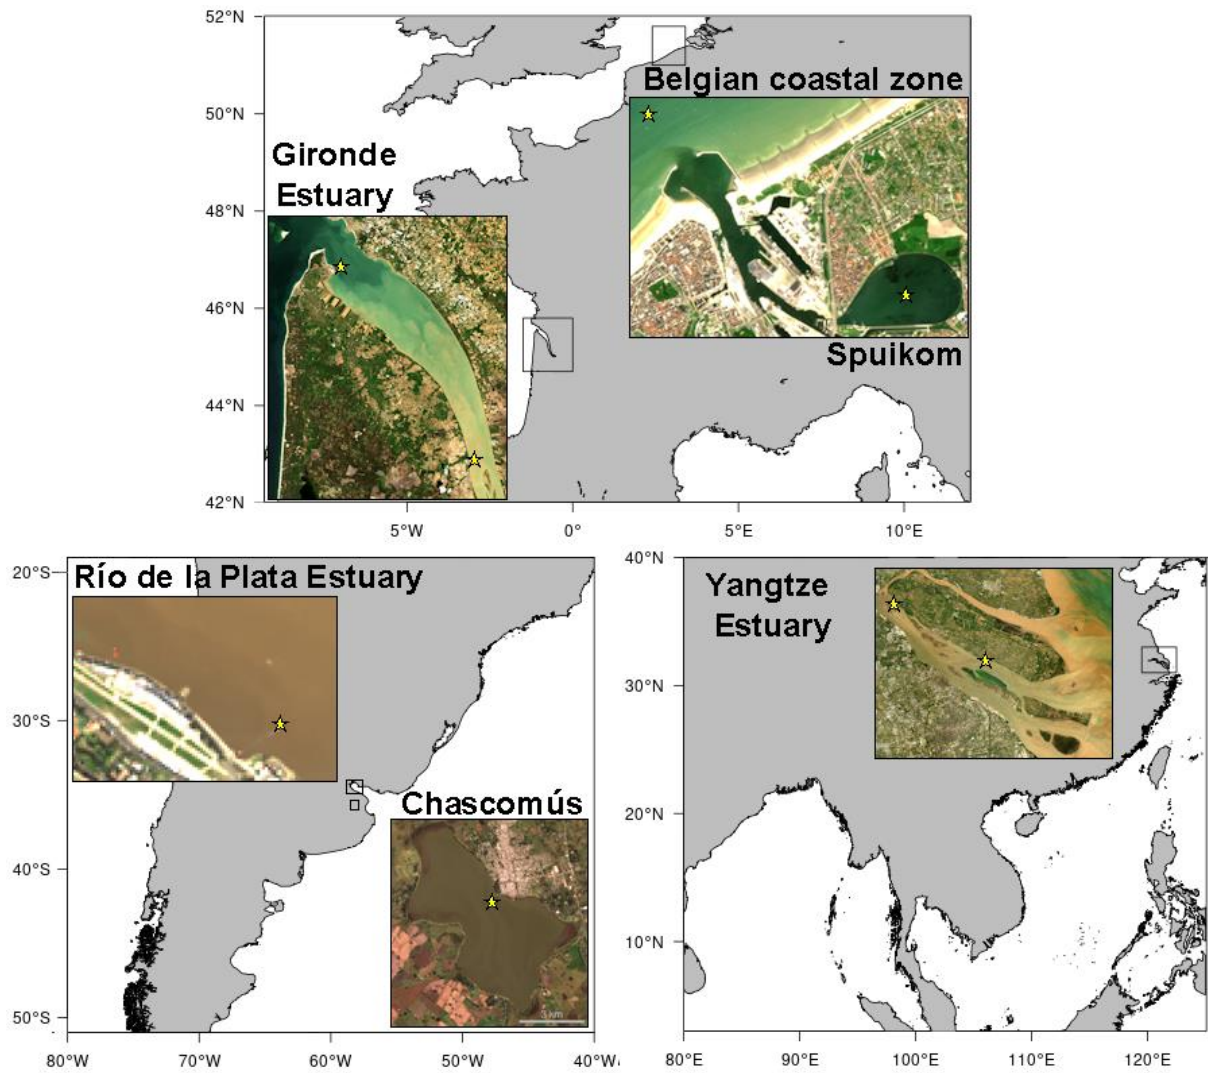 52°N
50°N
48°N
46°N
44°N
42°N
Belgian coastal zone
Gironde
Estuary
Spuikom
5°W
0°
5°E
10°E
20°S
30°S
40°S
50°S
Río de la Plata Estuary
Chascomús
3 km
80°W
70°W
60°W
50°W
40°W
40°N
30°N
20°N
10°N
Yangtze
Estuary
80°E
90°E
100°E
110°E
120°E